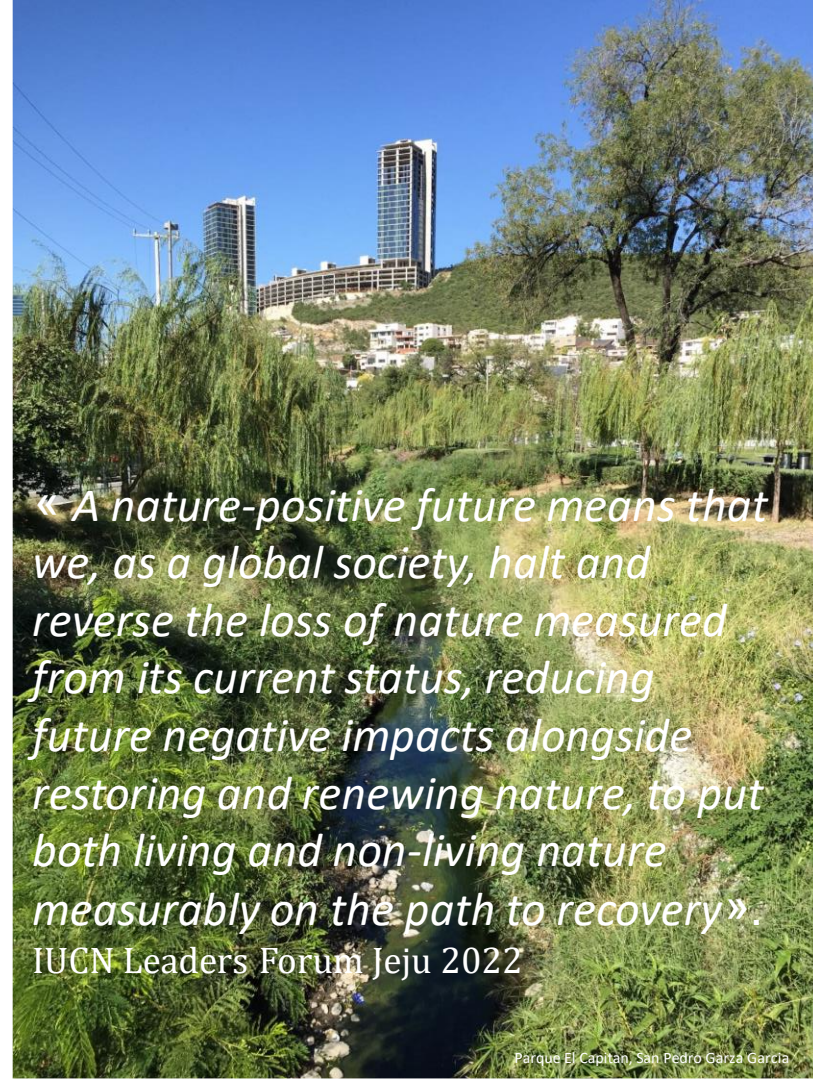 « A nature-positive future means that
we, as a global society, halt and
reverse the loss of nature measured
from its current status, reducing
future negative impacts alongside
restoring and renewing nature, to put
both living and non-living nature
measurably on the path to recovery».
IUCN Leaders Forum Jeju 2022
Parque El Capitán, San Pedro Garza García